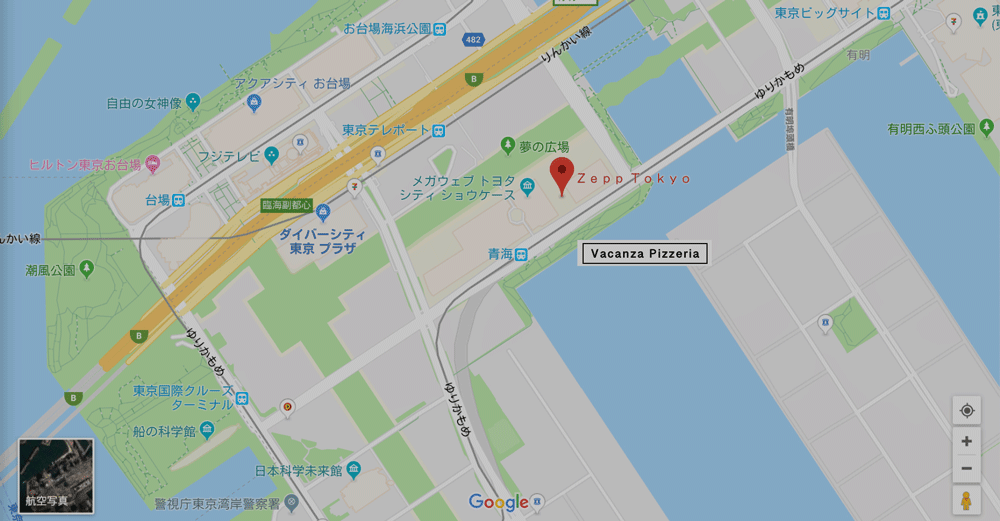 東京ビッグサイト
お台場海浜公園
482
りんかい線
有明
B
アクアシティ お台場
ゆりかもめ
自由の女神像
有明埠頭橋
東京テレポート
有明西ふ頭公園
夢の広場
フジテレビ
ヒルトン東京お台場
メガウェブ トヨタ
シティ ショウケース
Zepp Tokyo
台場
臨海副都心
ダイバーシティ
東京 プラザ
んかい線
青海
Vacanza Pizzeria
潮風公園
B
ゆりかもめ
B
東京国際クルーズ
ターミナル
ゆりかもめ
船の科学館
日本科学未来館
航空写真
警視庁東京湾岸警察署
Google